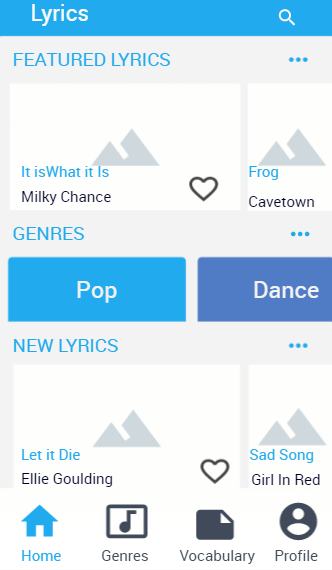 Lyrics
FEATURED LYRICS
It isWhat it Is
Milky Chance
Frog
Cavetown
GENRES
Pop
Dance
NEW LYRICS
Let it Die
Ellie Goulding
Sad Song
Girl In Red
Home
Genres
Vocabulary
Profile